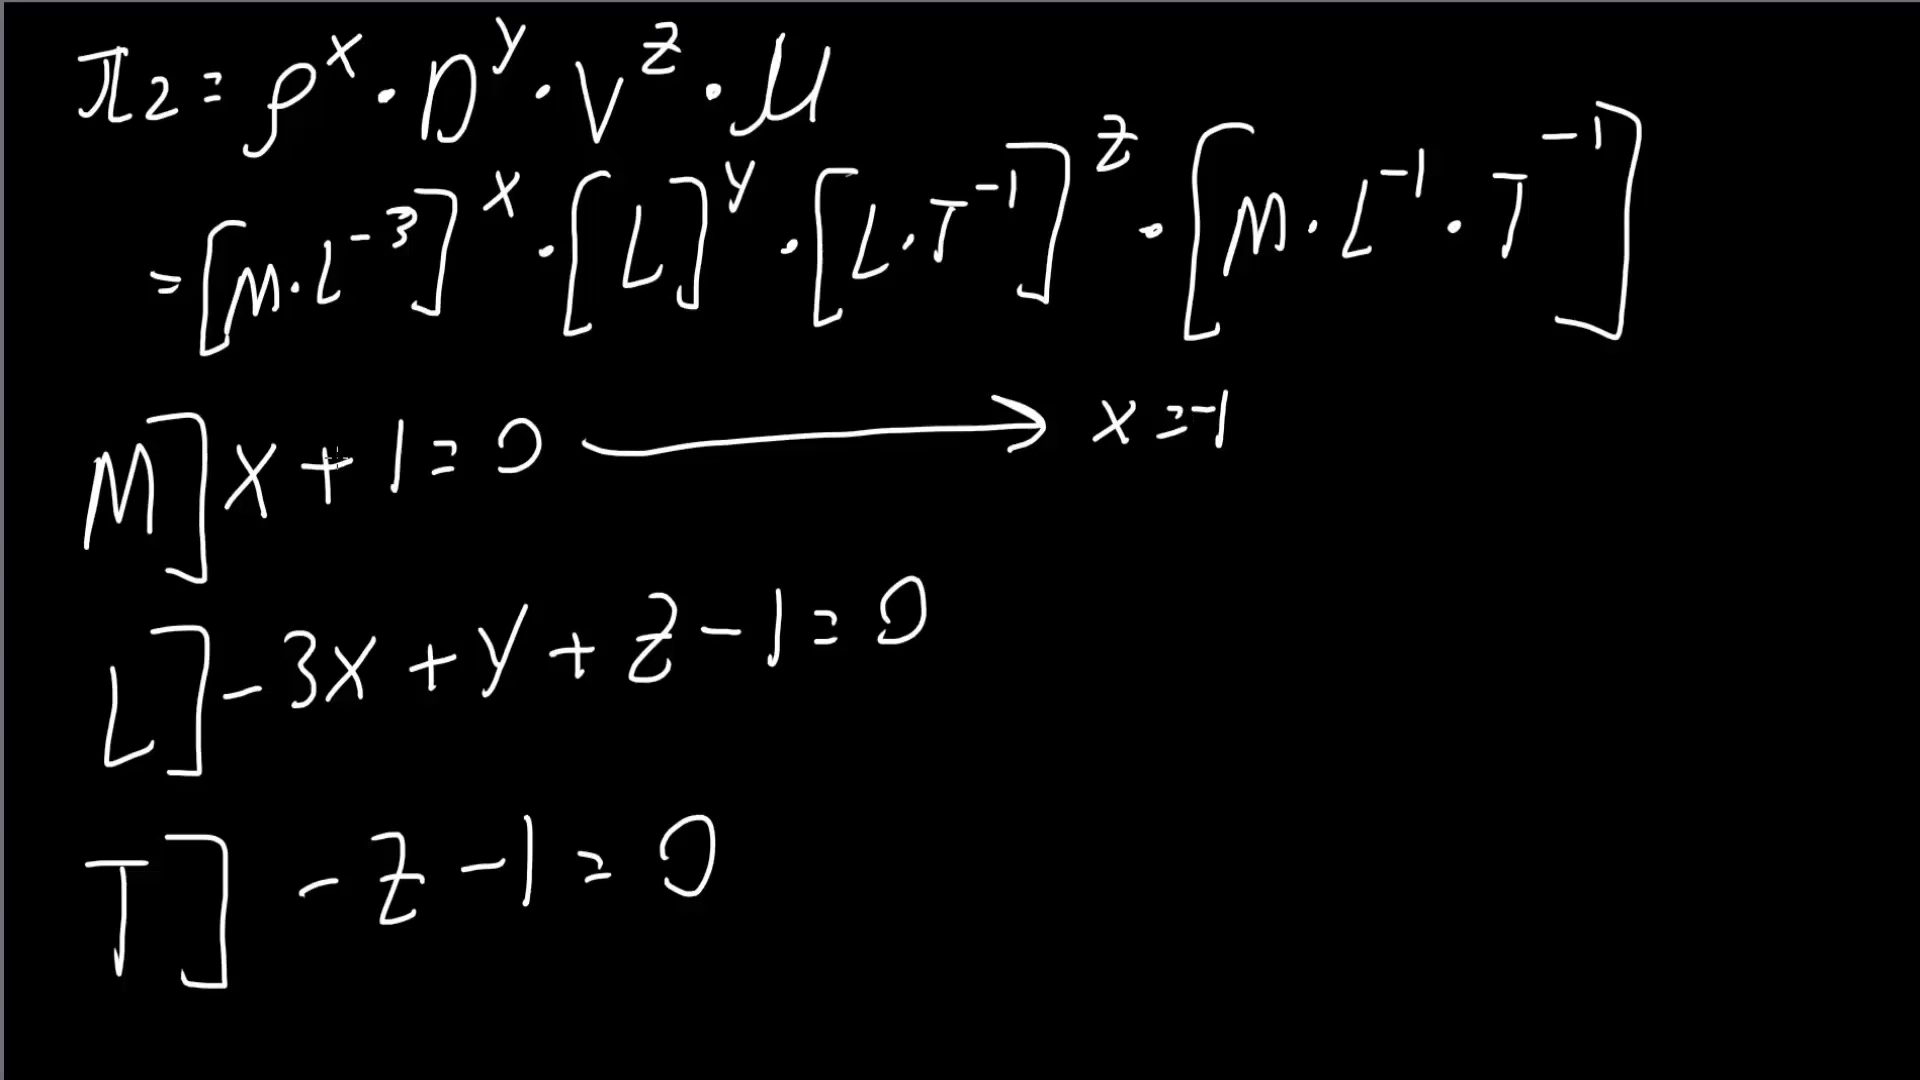 π2 = ρ^x · D^y · V^z · μ
= [M·L^-3]^x · [L]^y · [L·T^-1]^z · [M·L^-1·T^-1]
M] x + 1 = 0 → x = -1
L] -3x + y + z - 1 = 0
T] - z - 1 = 0